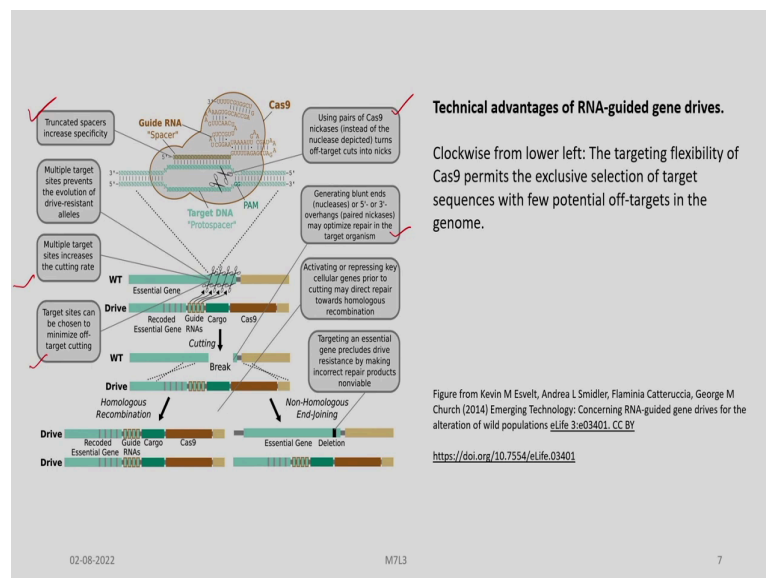 Technical advantages of RNA-guided gene drives.
Clockwise from lower left: The targeting flexibility of
Cas9 permits the exclusive selection of target
sequences with few potential off-targets in the
genome.
Truncated spacers
increase specificity
Multiple target
sites prevents
the evolution of
drive-resistant
alleles
Multiple target
sites increases
the cutting rate
Target sites can
be chosen to
minimize off-
target cutting
Guide RNA
"Spacer"
Cas9
Target DNA
"Protospacer"
PAM
Using pairs of Cas9
nickases (instead of the
nuclease depicted) turns
off-target cuts into nicks
Generating blunt ends
(nucleases) or 5'- or 3'-
overhangs (paired nickases)
may optimize repair in the
target organism
Activating or repressing key
cellular genes prior to
cutting may direct repair
towards homologous
recombination
Targeting an essential
gene precludes drive
resistance by making
incorrect repair products
nonviable
WT
Essential Gene
Drive
Recoded Guide Cargo Cas9
Essential Gene RNAs
Cutting
WT
Break
Drive
Homologous
Recombination
Non-Homologous
End-Joining
Drive
Recoded Guide Cargo Cas9
Essential Gene RNAs
Essential Gene Deletion
Drive
Figure from Kevin M Esvelt, Andrea L Smidler, Flaminia Catteruccia, George M
Church (2014) Emerging Technology: Concerning RNA-guided gene drives for the
alteration of wild populations eLife 3:e03401. CC BY
https://doi.org/10.7554/eLife.03401
02-08-2022
M7L3
7